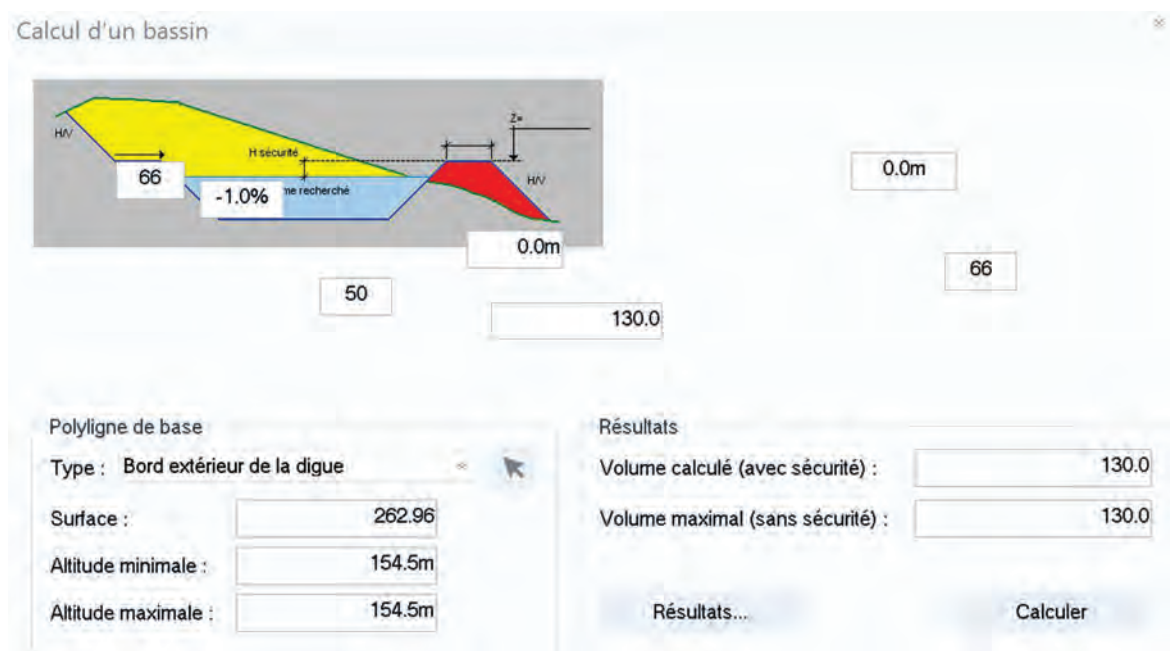 Calcul d'un bassin
Z=
H/V
H sécurité
66
H/V
0.0m
-1.0%
me recherché
0.0m
66
50
130.0
Polyligne de base
Résultats
Type : Bord extérieur de la digue
Volume calculé (avec sécurité) :
130.0
Surface :
262.96
Volume maximal (sans sécurité) :
130.0
Altitude minimale :
154.5m
Altitude maximale :
154.5m
Résultats...
Calculer